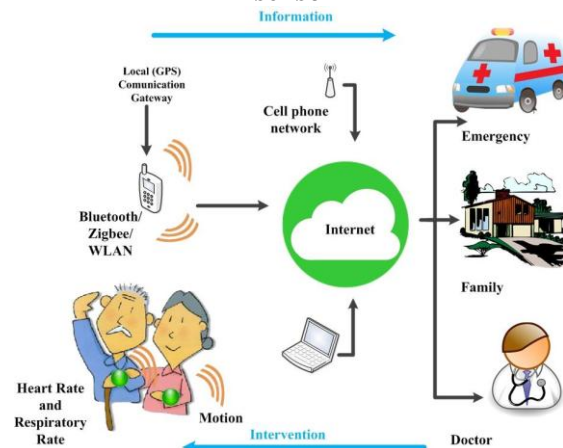 Information
Local (GPS)
Comunication
Gateway
Cell phone
network
Emergency
Bluetooth/
Zigbee/
WLAN
Internet
Family
Heart Rate
and
Respiratory
Rate
Motion
Intervention
Doctor